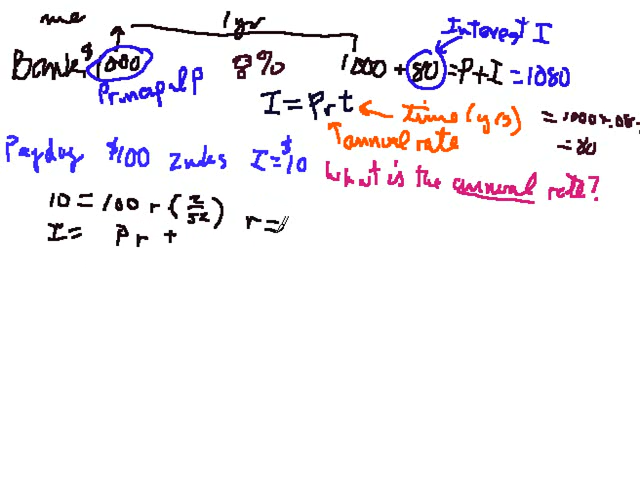 me 1yr Interest I
Bank $1000 8% 1000 + 80 = P + I = 1080
Principal P
I = Prt ← time (yrs) = 1000×.08×
annual rate = 80
Payday $100 2wks I = $10
What is the annual rate?
10 = 100 r (2/52) r =
I = P r t